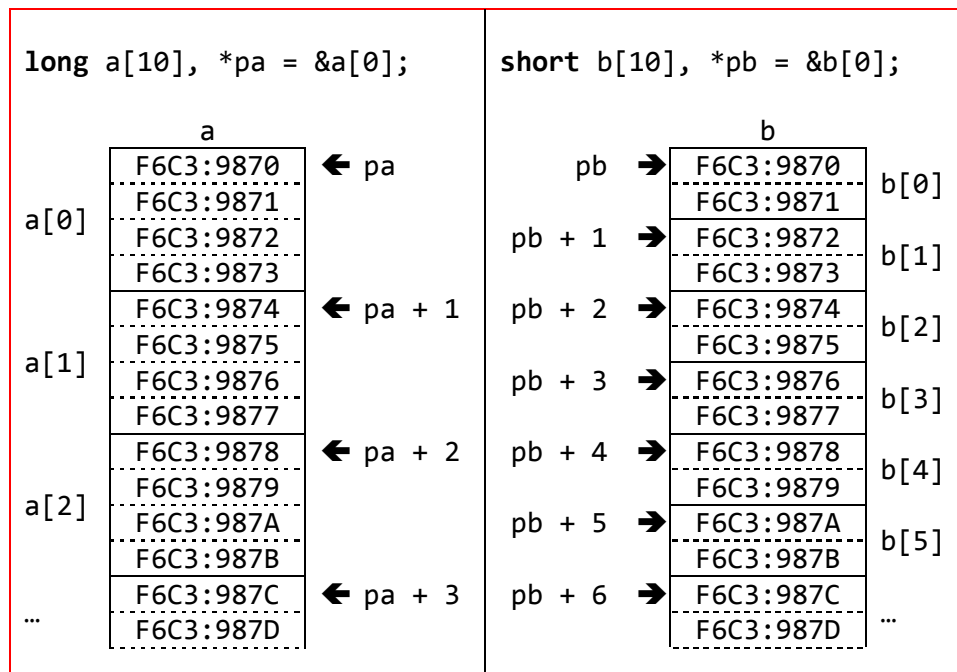 long a[10], *pa = &a[0];
a
F6C3:9870 🡸 pa
F6C3:9871
a[0]
F6C3:9872
F6C3:9873
F6C3:9874 🡸 pa + 1
F6C3:9875
a[1]
F6C3:9876
F6C3:9877
F6C3:9878 🡸 pa + 2
F6C3:9879
a[2]
F6C3:987A
F6C3:987B
F6C3:987C 🡸 pa + 3
…
F6C3:987D
short b[10], *pb = &b[0];
b
pb 🡺 F6C3:9870
b[0]
F6C3:9871
pb + 1 🡺 F6C3:9872
b[1]
F6C3:9873
pb + 2 🡺 F6C3:9874
b[2]
F6C3:9875
pb + 3 🡺 F6C3:9876
b[3]
F6C3:9877
pb + 4 🡺 F6C3:9878
b[4]
F6C3:9879
pb + 5 🡺 F6C3:987A
b[5]
F6C3:987B
pb + 6 🡺 F6C3:987C
…
F6C3:987D